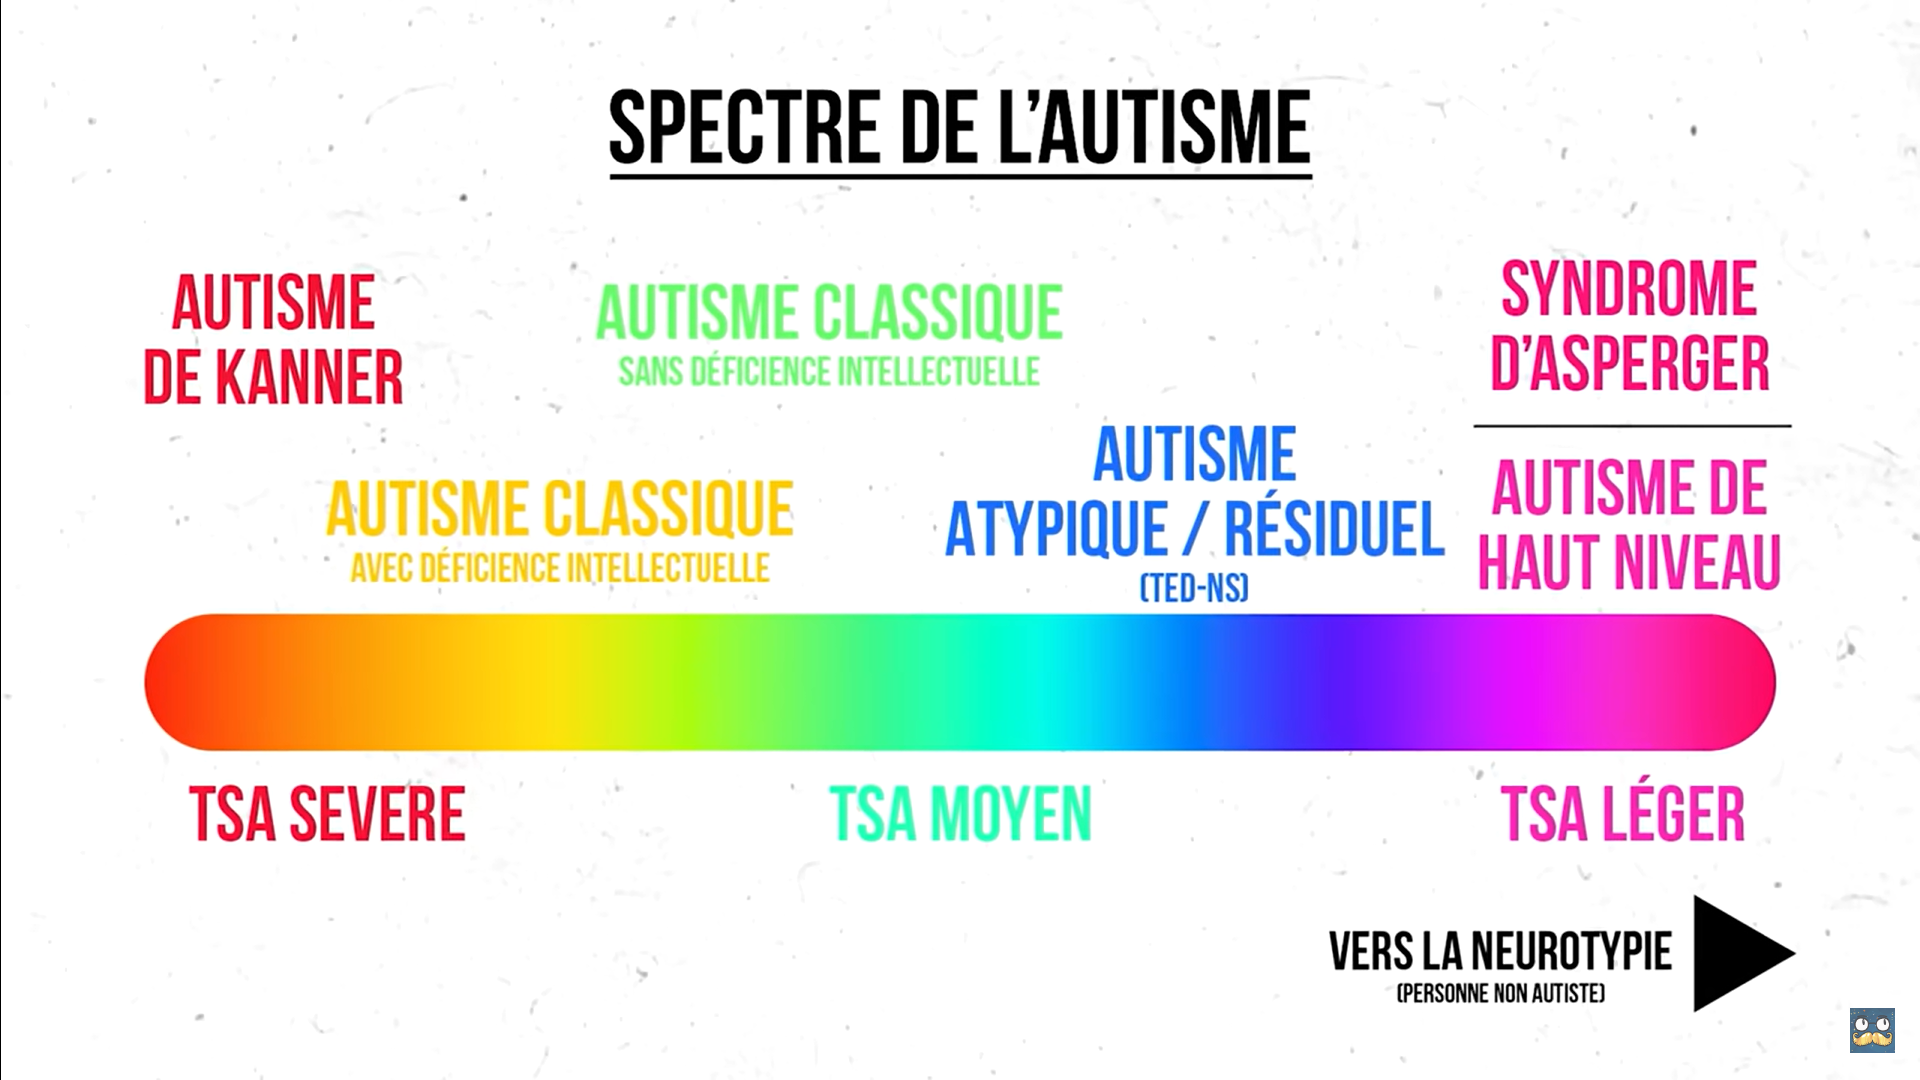 SPECTRE DE L'AUTISME
AUTISME
DE KANNER
AUTISME CLASSIQUE
SANS DÉFICIENCE INTELLECTUELLE
SYNDROME
D'ASPERGER
AUTISME CLASSIQUE
AVEC DÉFICIENCE INTELLECTUELLE
AUTISME
ATYPIQUE / RÉSIDUEL
(TED-NS)
AUTISME DE
HAUT NIVEAU
TSA SEVERE
TSA MOYEN
TSA LÉGER
VERS LA NEUROTYPIE
(PERSONNE NON AUTISTE)